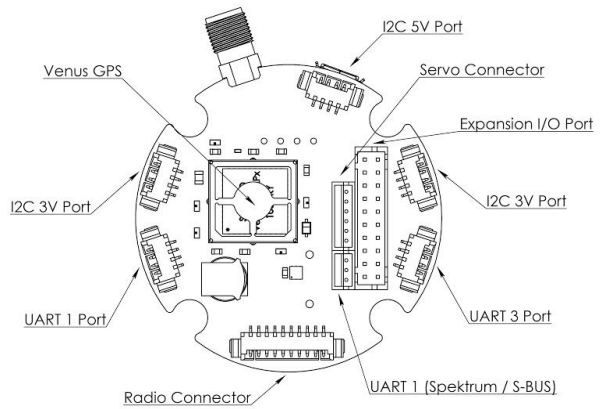 I2C 5V Port
Venus GPS
Servo Connector
Expansion I/O Port
I2C 3V Port
I2C 3V Port
UART 1 Port
UART 3 Port
UART 1 (Spektrum / S-BUS)
Radio Connector